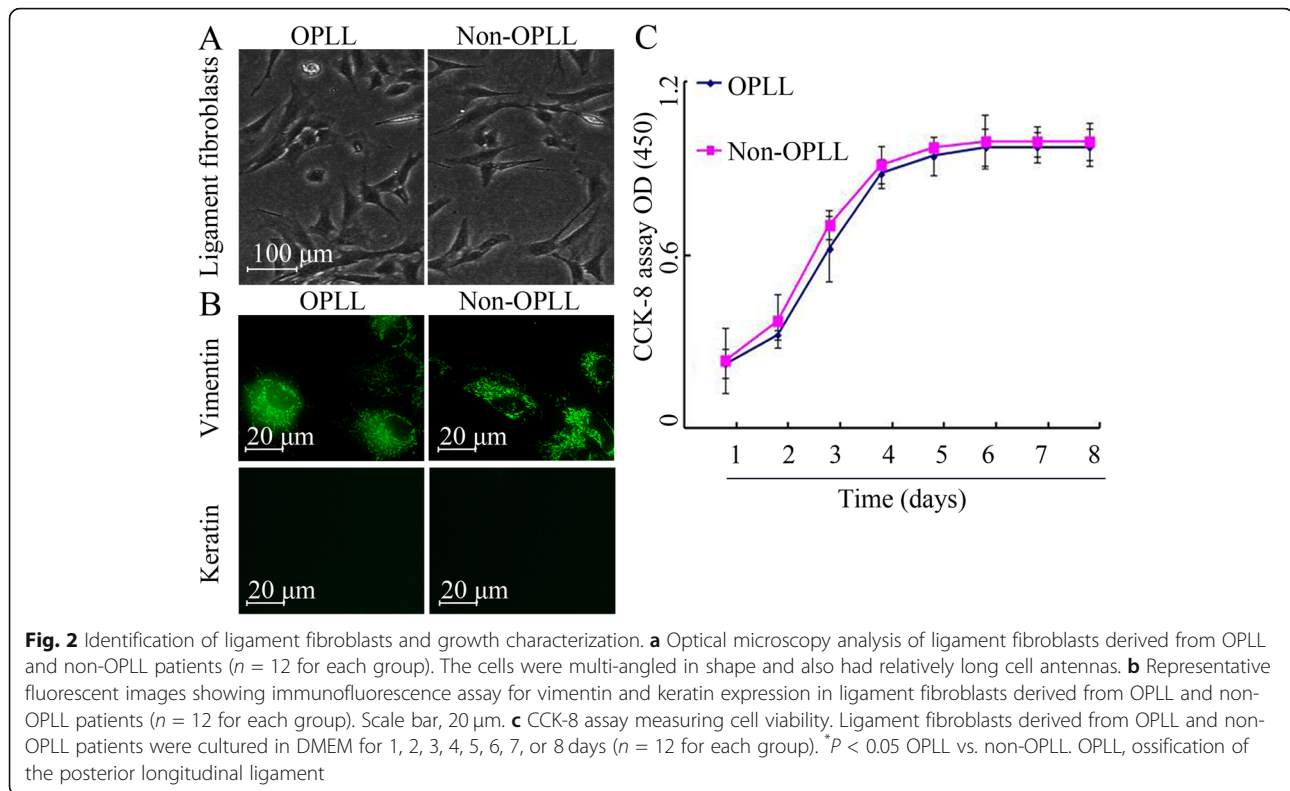 A
OPLL
Non-OPLL
Ligament fibroblasts
100 μm
B
OPLL
Non-OPLL
Vimentin
20 μm
20 μm
Keratin
20 μm
20 μm
C
OPLL
Non-OPLL
CCK-8 assay OD (450)
1.2
0.6
0
1 2 3 4 5 6 7 8
Time (days)
Fig. 2 Identification of ligament fibroblasts and growth characterization. a Optical microscopy analysis of ligament fibroblasts derived from OPLL
and non-OPLL patients (n = 12 for each group). The cells were multi-angled in shape and also had relatively long cell antennas. b Representative
fluorescent images showing immunofluorescence assay for vimentin and keratin expression in ligament fibroblasts derived from OPLL and non-
OPLL patients (n = 12 for each group). Scale bar, 20 μm. c CCK-8 assay measuring cell viability. Ligament fibroblasts derived from OPLL and non-
OPLL patients were cultured in DMEM for 1, 2, 3, 4, 5, 6, 7, or 8 days (n = 12 for each group). *P < 0.05 OPLL vs. non-OPLL. OPLL, ossification of
the posterior longitudinal ligament